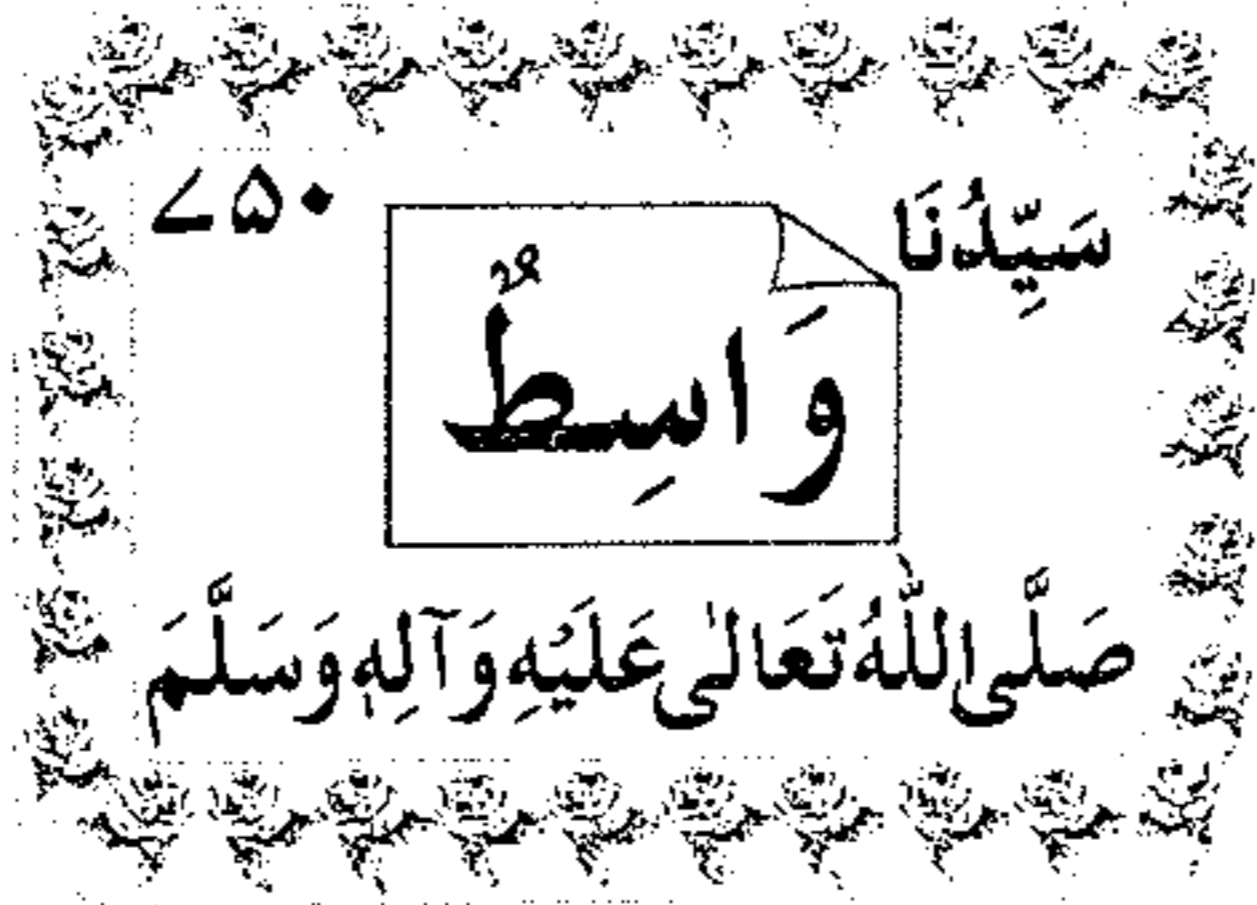 سَيِّدُنَا ۷۵۰
وَاسِطٌ
صَلَّى اللّٰهُ تَعَالٰى عَلَيْهِ وَآلِهٖ وَسَلَّمَ